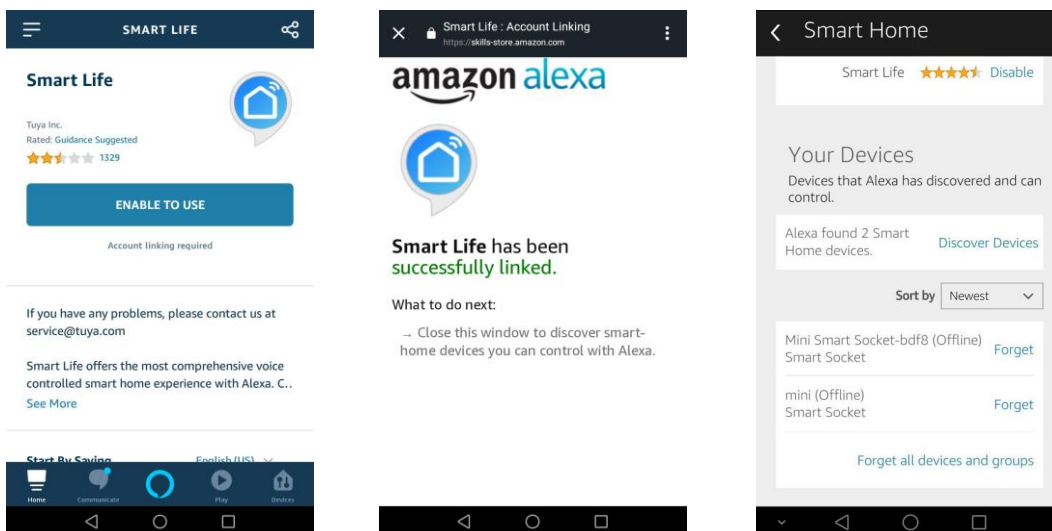 SMART LIFE
Smart Life
Tuya Inc.
Rated: Guidance Suggested
1329
ENABLE TO USE
Account linking required
If you have any problems, please contact us at
service@tuya.com
Smart Life offers the most comprehensive voice
controlled smart home experience with Alexa. C..
See More
Start By Saving English (US)
Home Communicate Play Devices
Smart Life : Account Linking
https://skills-store.amazon.com
amazon alexa
Smart Life has been
successfully linked.
What to do next:
→ Close this window to discover smart-
home devices you can control with Alexa.
Smart Home
Smart Life Disable
Your Devices
Devices that Alexa has discovered and can
control.
Alexa found 2 Smart
Home devices.
Discover Devices
Sort by Newest
Mini Smart Socket-bdf8 (Offline)
Smart Socket
Forget
mini (Offline)
Smart Socket
Forget
Forget all devices and groups